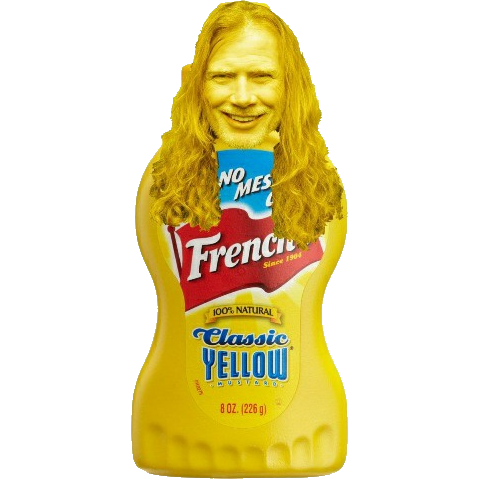 NO MES
French
Since 1904
100% NATURAL
Classic
YELLOW®
MUSTARD
8 OZ. (226 g)